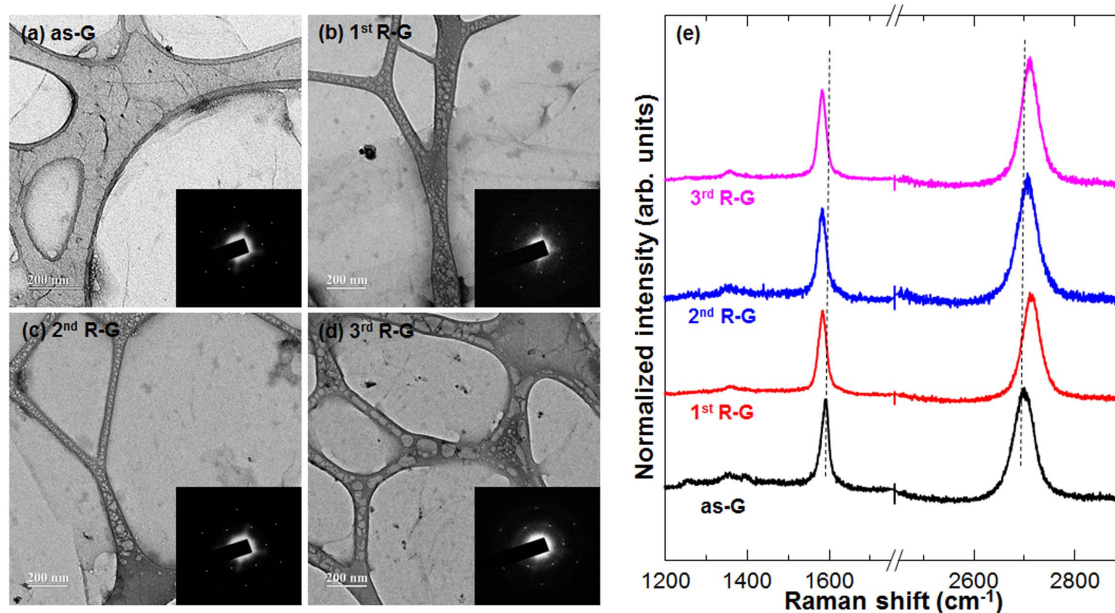 (a) as-G
200 nm
(b) 1st R-G
200 nm
(c) 2nd R-G
200 nm
(d) 3rd R-G
200 nm
(e)
Normalized intensity (arb. units)
3rd R-G
2nd R-G
1st R-G
as-G
1200 1400 1600 2600 2800
Raman shift (cm-1)